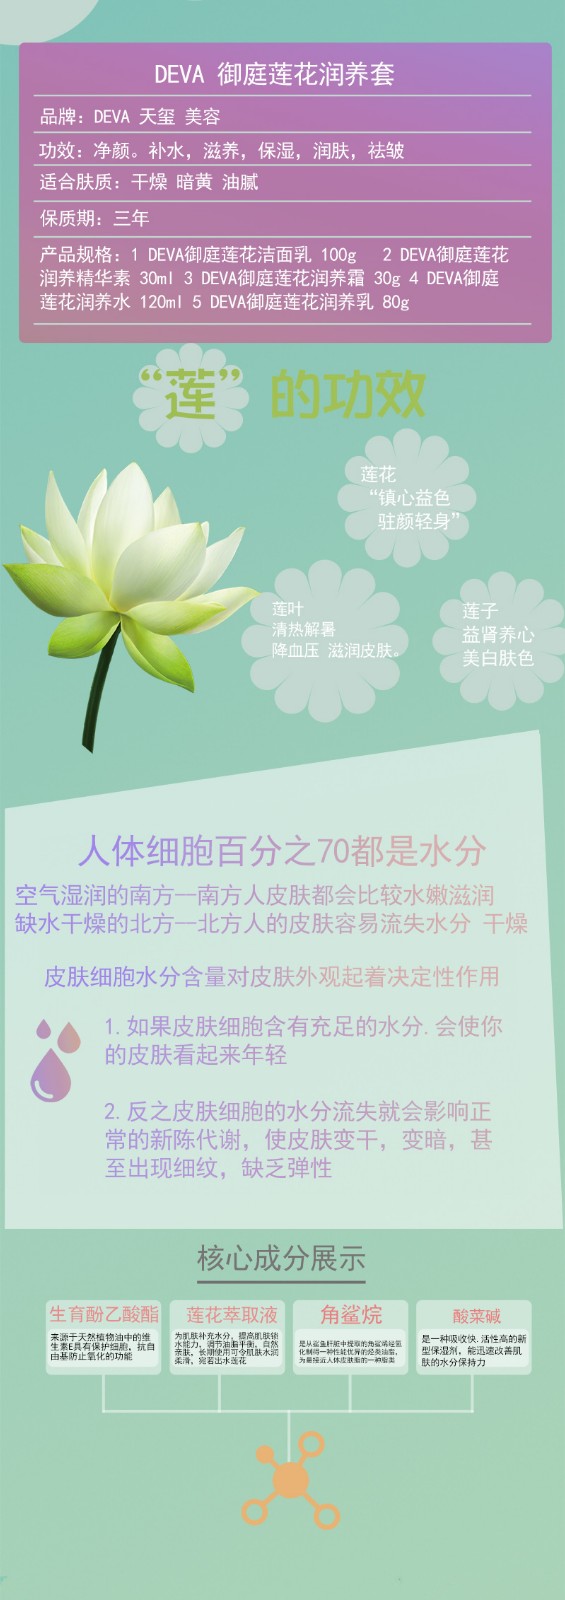 DEVA 御庭莲花润养套
品牌：DEVA 天玺 美容
功效：净颜。补水，滋养，保湿，润肤，祛皱
适合肤质：干燥 暗黄 油腻
保质期：三年
产品规格：1 DEVA御庭莲花洁面乳 100g 2 DEVA御庭莲花
润养精华素 30ml 3 DEVA御庭莲花润养霜 30g 4 DEVA御庭
莲花润养水 120ml 5 DEVA御庭莲花润养乳 80g
“莲”的功效
莲花
“镇心益色
驻颜轻身”
莲叶
清热解暑
降血压 滋润皮肤。
莲子
益肾养心
美白肤色
人体细胞百分之70都是水分
空气湿润的南方——南方人皮肤都会比较水嫩滋润
缺水干燥的北方——北方人的皮肤容易流失水分 干燥
皮肤细胞水分含量对皮肤外观起着决定性作用
1.如果皮肤细胞含有充足的水分.会使你
的皮肤看起来年轻
2.反之皮肤细胞的水分流失就会影响正
常的新陈代谢，使皮肤变干，变暗，甚
至出现细纹，缺乏弹性
核心成分展示
生育酚乙酸酯
来源于天然植物油中的维
生素E具有保护细胞，抗自
由基防止氧化的功能
莲花萃取液
为肌肤补充水分，提高肌肤锁
水能力，调节油脂平衡，自然
亲肤，长期使用可令肌肤水润
柔滑，宛若出水莲花
角鲨烷
是从鲨鱼肝脏中提取的角鲨烯经氢
化制得一种性能优异的烃类油脂，
为最接近人体皮肤脂的一种脂类
酸菜碱
是一种吸收快.活性高的新
型保湿剂，能迅速改善肌
肤的水分保持力